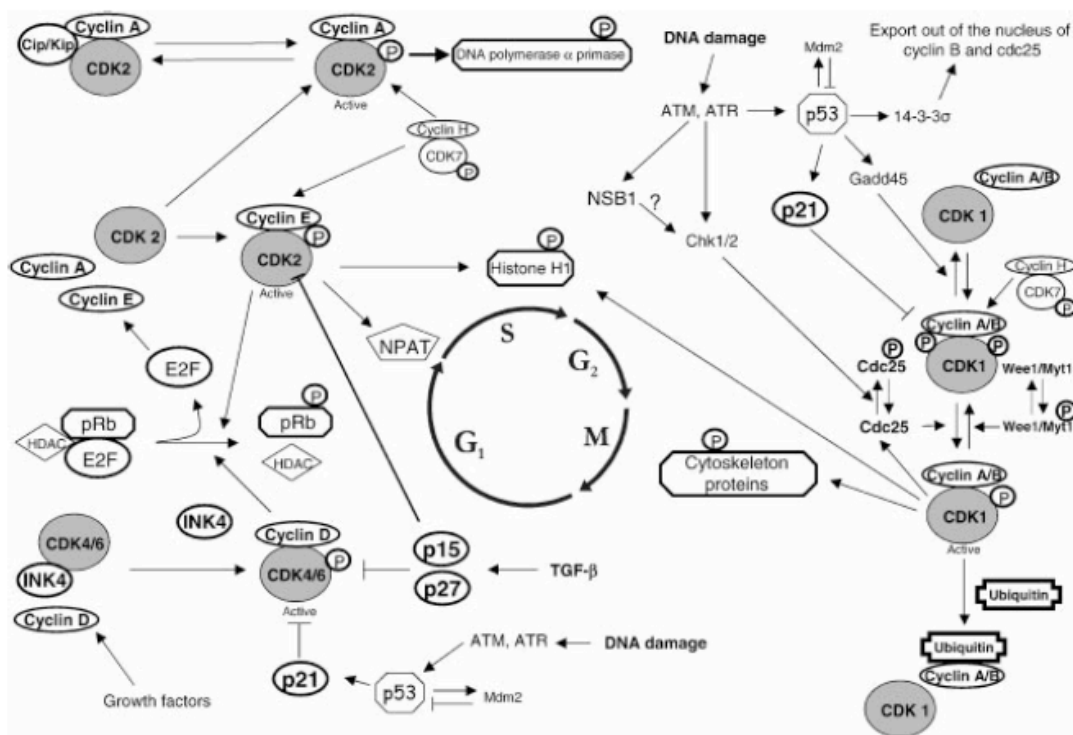 Cyclin A
Cip/Kip
CDK2
Cyclin A
P
CDK2
Active
P
DNA polymerase α primase
Cyclin H
CDK7
P
CDK 2
Cyclin A
Cyclin E
Cyclin E
P
CDK2
Active
P
Histone H1
NPAT
E2F
pRb
HDAC
E2F
P
pRb
HDAC
S
G2
M
G1
INK4
CDK4/6
INK4
Cyclin D
Growth factors
Cyclin D
P
CDK4/6
Active
p15
p27
TGF-β
p21
ATM, ATR
DNA damage
p53
Mdm2
DNA damage
ATM, ATR
Mdm2
p53
Export out of the nucleus of
cyclin B and cdc25
14-3-3σ
NSB1
?
Chk1/2
p21
Gadd45
Cyclin A/B
CDK 1
Cyclin H
CDK7
P
Cyclin A/B
P
P
CDK1
P
Cdc25
Cdc25
Wee1/Myt1
P
Wee1/Myt1
P
Cytoskeleton
proteins
Cyclin A/B
P
CDK1
Active
Ubiquitin
Ubiquitin
Cyclin A/B
CDK 1